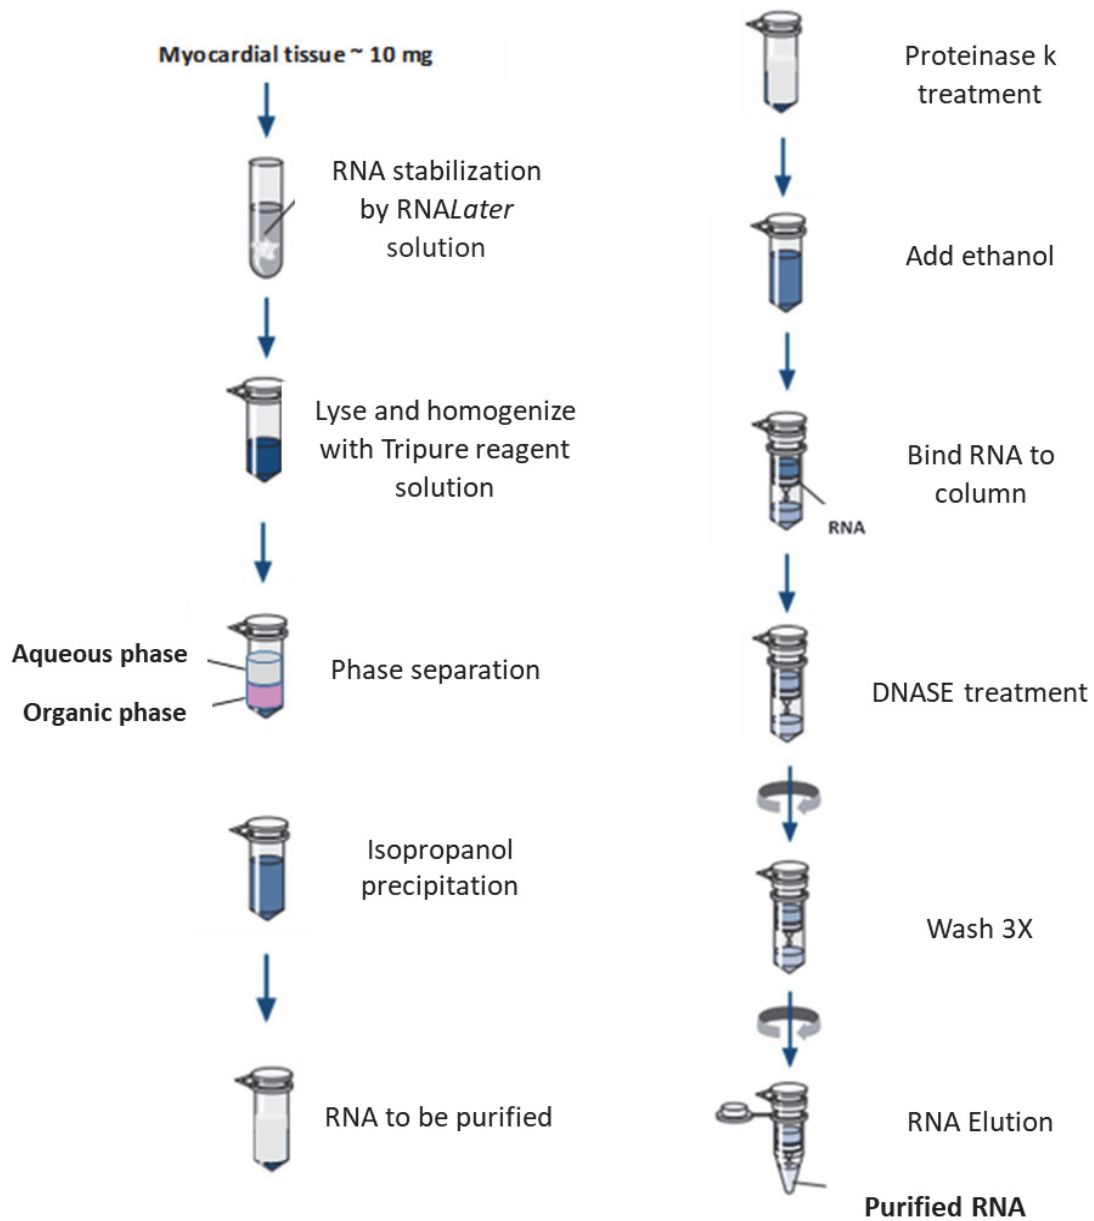 Myocardial tissue ~ 10 mg
RNA stabilization
by RNALater
solution
Lyse and homogenize
with Tripure reagent
solution
Aqueous phase
Organic phase
Phase separation
Isopropanol
precipitation
RNA to be purified
Proteinase k
treatment
Add ethanol
Bind RNA to
column
RNA
DNASE treatment
Wash 3X
RNA Elution
Purified RNA